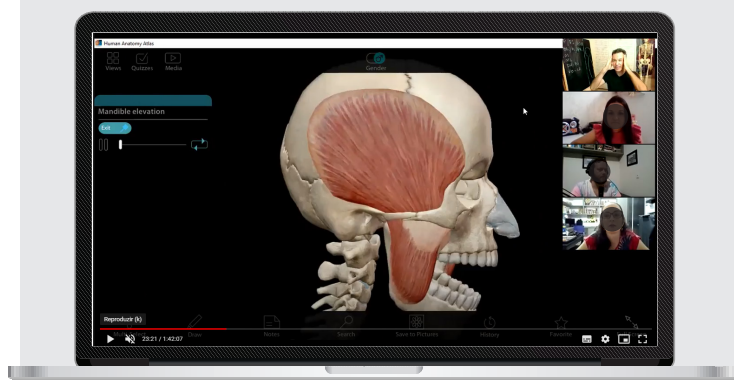 Human Anatomy Atlas
Views Quizzes Media
Gender
Mandible elevation
Exit
Reproduzir (k)
Draw
Notes
Search
Save to Pictures
History
Favorite
23:21 / 1:42:07